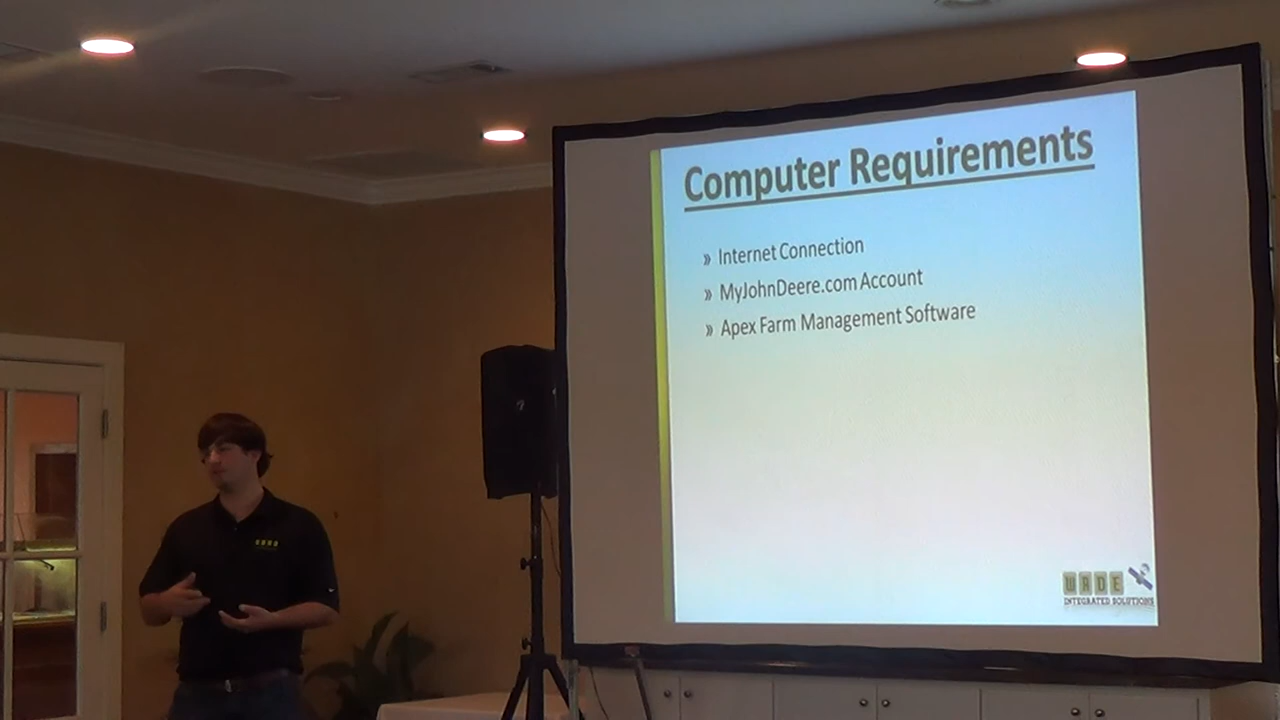 Computer Requirements
» Internet Connection
» MyJohnDeere.com Account
» Apex Farm Management Software
WADE
INTEGRATED SOLUTIONS